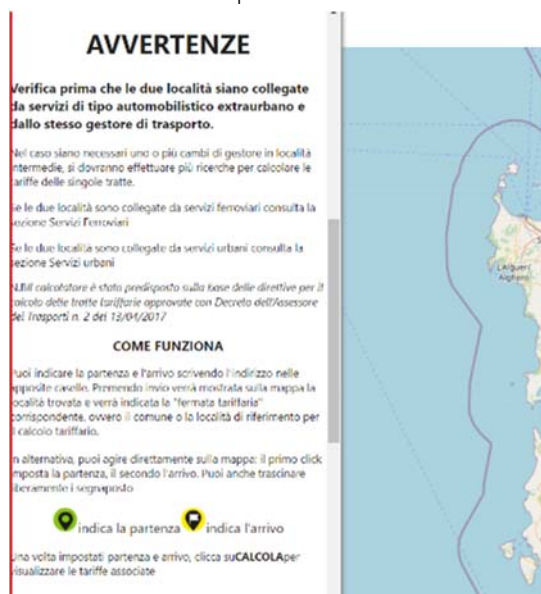 AVVERTENZE
Verifica prima che le due località siano collegate
da servizi di tipo automobilistico extraurbano e
dallo stesso gestore di trasporto.
Nel caso siano necessari uno o più cambi di gestore in località
intermedie, si dovranno effettuare più ricerche per calcolare le
tariffe delle singole tratte.
Se le due località sono collegate da servizi ferroviari consulta la
sezione Servizi Ferroviari
Se le due località sono collegate da servizi urbani consulta la
sezione Servizi urbani
N.B Il calcolatore è stato predisposto sulla base delle direttive per il
calcolo delle tratte tariffarie approvate con Decreto dell'Assessore
dei Trasporti n. 2 del 13/04/2017
COME FUNZIONA
Puoi indicare la partenza e l'arrivo scrivendo l'indirizzo nelle
apposite caselle. Premendo invio verrà mostrata sulla mappa la
località trovata e verrà indicata la "fermata tariffaria"
corrispondente, ovvero il comune o la località di riferimento per
il calcolo tariffario.
In alternativa, puoi agire direttamente sulla mappa: il primo click
imposta la partenza, il secondo l'arrivo. Puoi anche trascinare
liberamente i segnaposto
indica la partenza indica l'arrivo
Una volta impostati partenza e arrivo, clicca suCALCOLAper
visualizzare le tariffe associate
L'Alguer/
Alghero